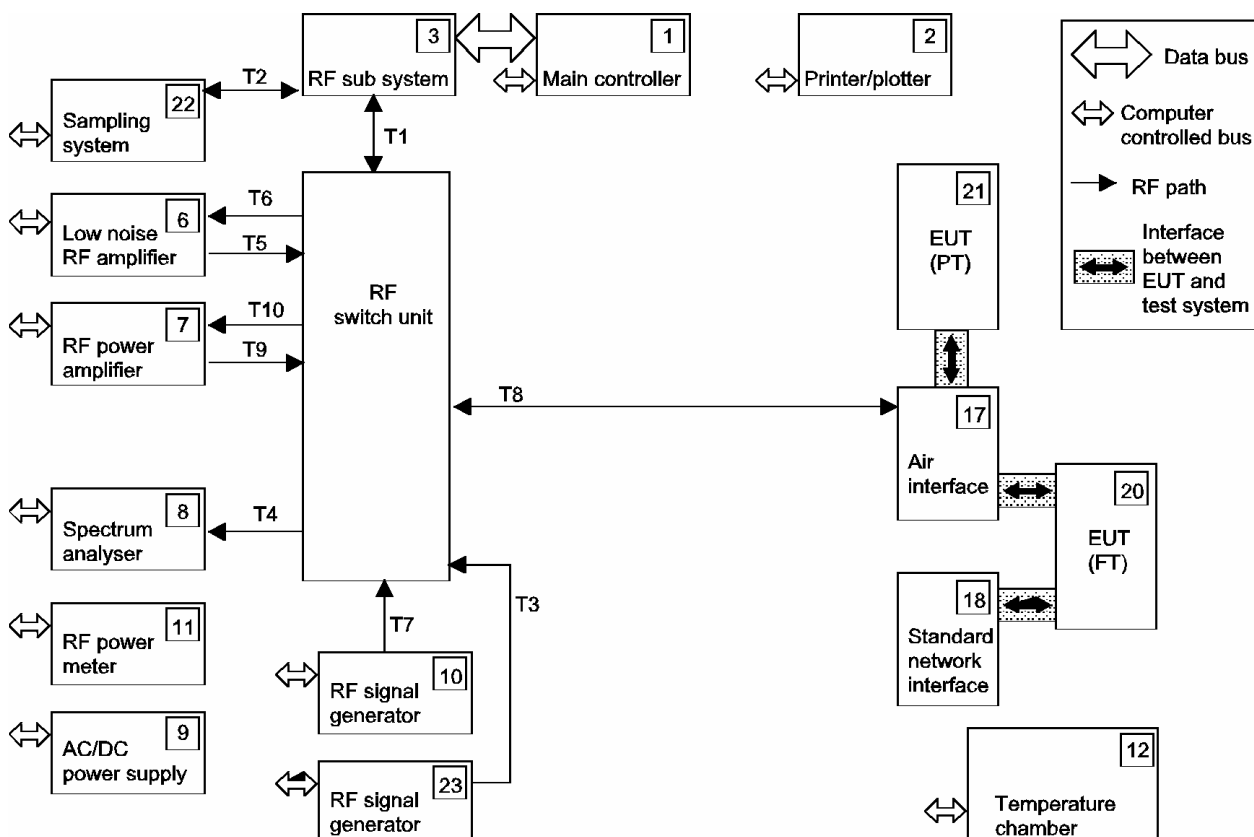 3
RF sub system
1
Main controller
2
Printer/plotter
Data bus
Computer
controlled bus
RF path
Interface
between
EUT and
test system
T2
22
Sampling
system
T1
T6
6
Low noise
RF amplifier
T5
RF
switch unit
T10
7
RF power
amplifier
T9
21
EUT
(PT)
T8
17
Air
interface
20
EUT
(FT)
8
Spectrum
analyser
T4
T3
18
Standard
network
interface
11
RF power
meter
T7
10
RF signal
generator
9
AC/DC
power supply
23
RF signal
generator
12
Temperature
chamber